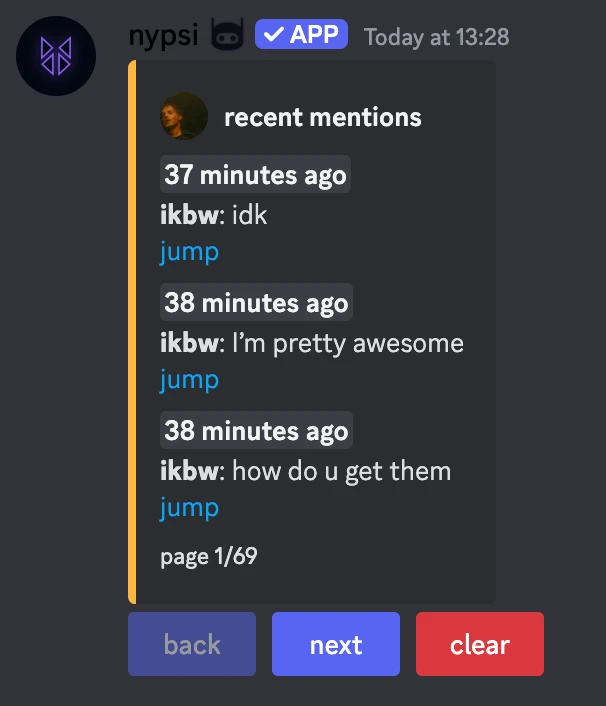 nypsi APP Today at 13:28
recent mentions
37 minutes ago
ikbw: idk
jump
38 minutes ago
ikbw: I’m pretty awesome
jump
38 minutes ago
ikbw: how do u get them
jump
page 1/69
back next clear